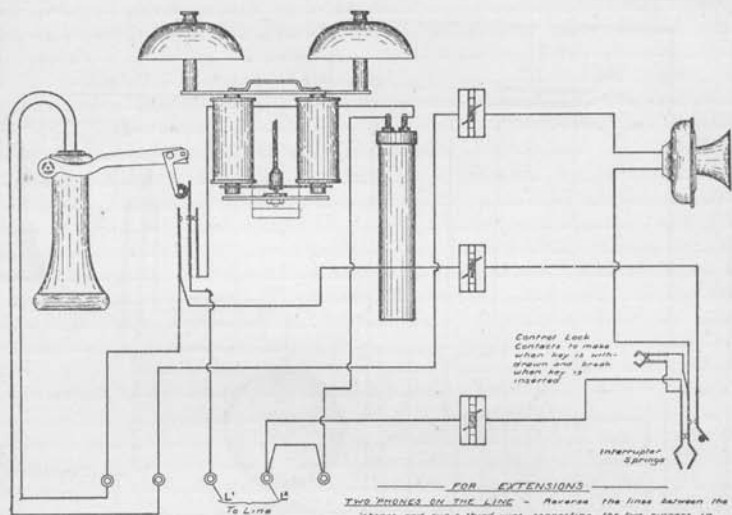 Control Lock
Contacts to make
when key is with-
drawn and break
when key is
inserted
Interrupter
Springs
L¹ L²
To Line
FOR EXTENSIONS
TWO 'PHONES ON THE LINE - Reverse the lines between the